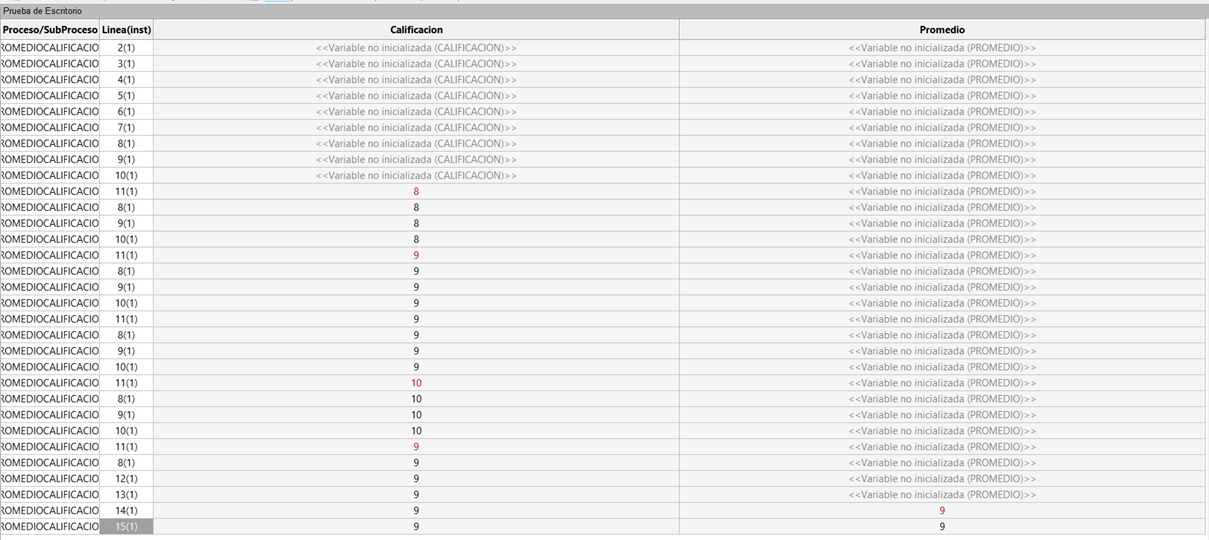 Prueba de Escritorio
Proceso/SubProceso Linea(inst) Calificacion Promedio
ROMEDIOCALIFICACIO 2(1) <<Variable no inicializada (CALIFICACION)>> <<Variable no inicializada (PROMEDIO)>>
ROMEDIOCALIFICACIO 3(1) <<Variable no inicializada (CALIFICACION)>> <<Variable no inicializada (PROMEDIO)>>
ROMEDIOCALIFICACIO 4(1) <<Variable no inicializada (CALIFICACION)>> <<Variable no inicializada (PROMEDIO)>>
ROMEDIOCALIFICACIO 5(1) <<Variable no inicializada (CALIFICACION)>> <<Variable no inicializada (PROMEDIO)>>
ROMEDIOCALIFICACIO 6(1) <<Variable no inicializada (CALIFICACION)>> <<Variable no inicializada (PROMEDIO)>>
ROMEDIOCALIFICACIO 7(1) <<Variable no inicializada (CALIFICACION)>> <<Variable no inicializada (PROMEDIO)>>
ROMEDIOCALIFICACIO 8(1) <<Variable no inicializada (CALIFICACION)>> <<Variable no inicializada (PROMEDIO)>>
ROMEDIOCALIFICACIO 9(1) <<Variable no inicializada (CALIFICACION)>> <<Variable no inicializada (PROMEDIO)>>
ROMEDIOCALIFICACIO 10(1) <<Variable no inicializada (CALIFICACION)>> <<Variable no inicializada (PROMEDIO)>>
ROMEDIOCALIFICACIO 11(1) 8 <<Variable no inicializada (PROMEDIO)>>
ROMEDIOCALIFICACIO 8(1) 8 <<Variable no inicializada (PROMEDIO)>>
ROMEDIOCALIFICACIO 9(1) 8 <<Variable no inicializada (PROMEDIO)>>
ROMEDIOCALIFICACIO 10(1) 8 <<Variable no inicializada (PROMEDIO)>>
ROMEDIOCALIFICACIO 11(1) 9 <<Variable no inicializada (PROMEDIO)>>
ROMEDIOCALIFICACIO 8(1) 9 <<Variable no inicializada (PROMEDIO)>>
ROMEDIOCALIFICACIO 9(1) 9 <<Variable no inicializada (PROMEDIO)>>
ROMEDIOCALIFICACIO 10(1) 9 <<Variable no inicializada (PROMEDIO)>>
ROMEDIOCALIFICACIO 11(1) 9 <<Variable no inicializada (PROMEDIO)>>
ROMEDIOCALIFICACIO 8(1) 9 <<Variable no inicializada (PROMEDIO)>>
ROMEDIOCALIFICACIO 9(1) 9 <<Variable no inicializada (PROMEDIO)>>
ROMEDIOCALIFICACIO 10(1) 9 <<Variable no inicializada (PROMEDIO)>>
ROMEDIOCALIFICACIO 11(1) 10 <<Variable no inicializada (PROMEDIO)>>
ROMEDIOCALIFICACIO 8(1) 10 <<Variable no inicializada (PROMEDIO)>>
ROMEDIOCALIFICACIO 9(1) 10 <<Variable no inicializada (PROMEDIO)>>
ROMEDIOCALIFICACIO 10(1) 10 <<Variable no inicializada (PROMEDIO)>>
ROMEDIOCALIFICACIO 11(1) 9 <<Variable no inicializada (PROMEDIO)>>
ROMEDIOCALIFICACIO 8(1) 9 <<Variable no inicializada (PROMEDIO)>>
ROMEDIOCALIFICACIO 12(1) 9 <<Variable no inicializada (PROMEDIO)>>
ROMEDIOCALIFICACIO 13(1) 9 <<Variable no inicializada (PROMEDIO)>>
ROMEDIOCALIFICACIO 14(1) 9 9
ROMEDIOCALIFICACIO 15(1) 9 9